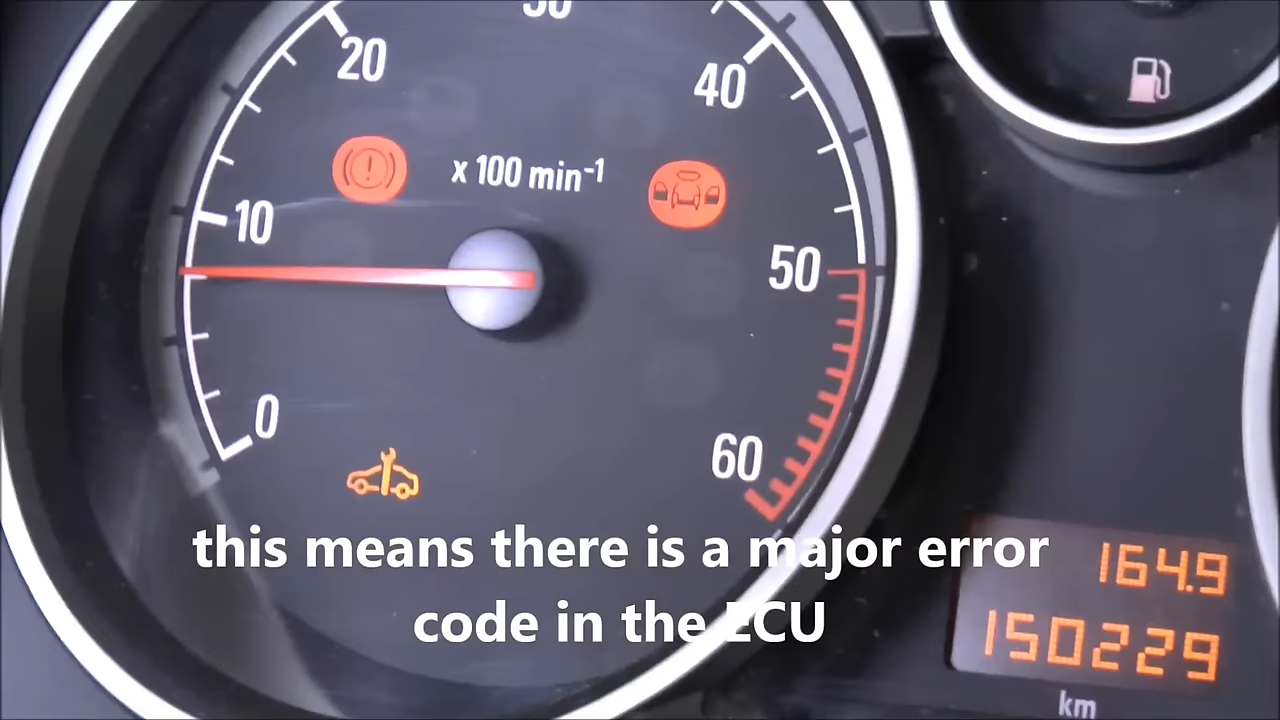 30
20
40
x 100 min⁻¹
10
50
0
60
this means there is a major error
code in the ECU
164.9
150229
km